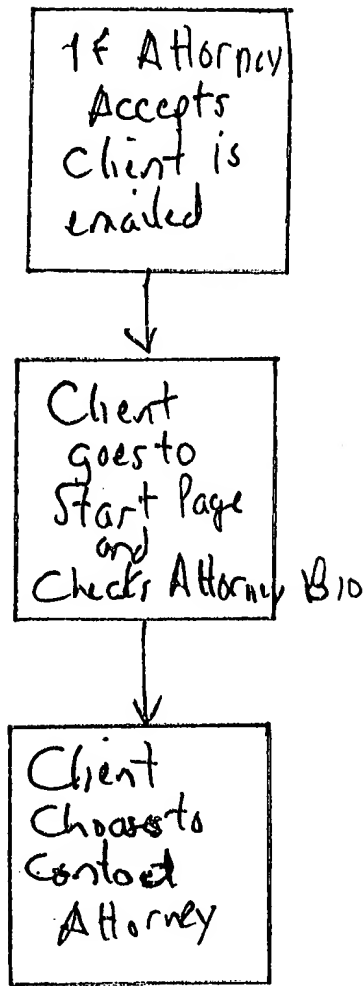 If Attorney
Accepts
Client is
emailed
Client
goes to
Start Page
and
Checks Attorney Bio
Client
Chooses to
Contact
Attorney